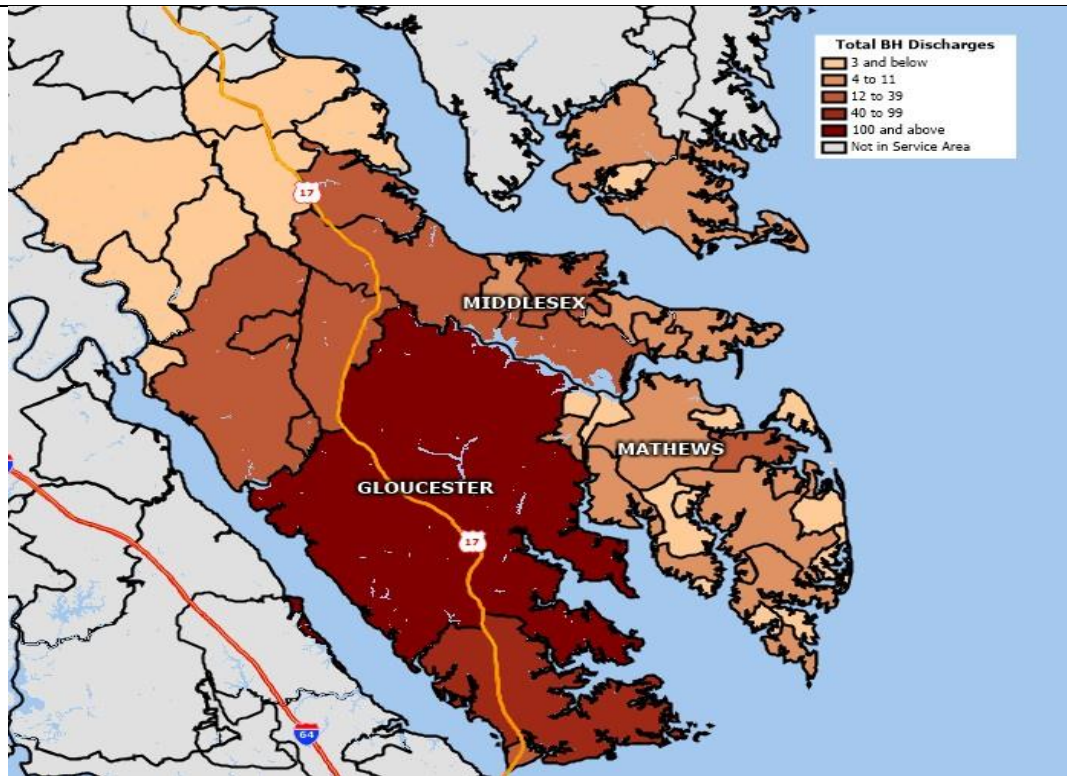 Total BH Discharges
3 and below
4 to 11
12 to 39
40 to 99
100 and above
Not in Service Area
17
MIDDLESEX
MATHEWS
GLOUCESTER
17
64